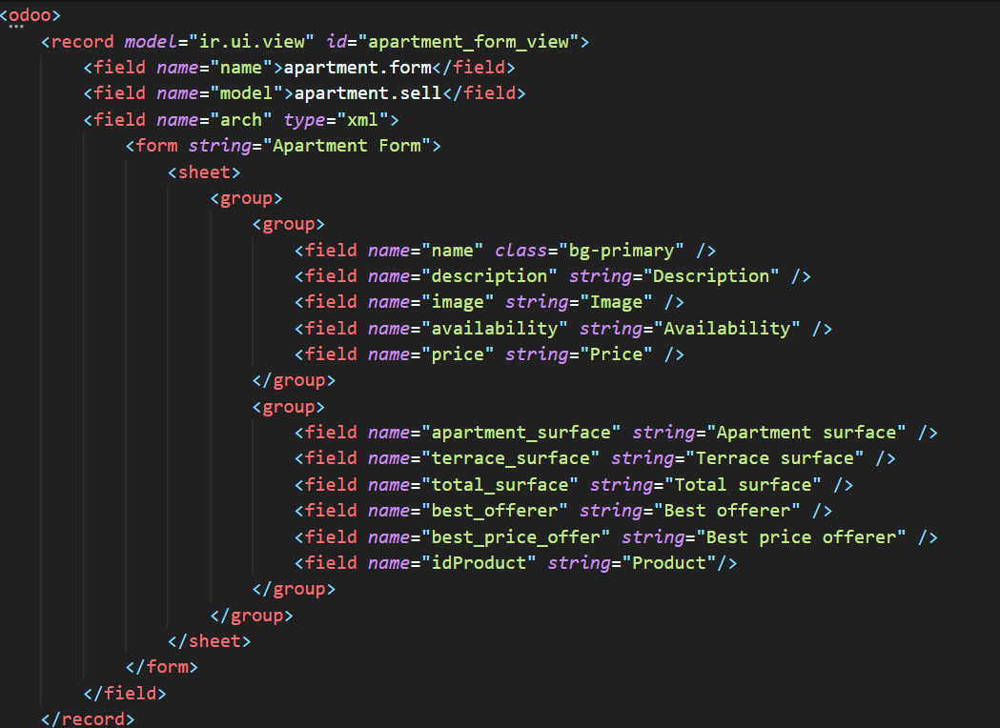 <odoo>
<record model="ir.ui.view" id="apartment_form_view">
<field name="name">apartment.form</field>
<field name="model">apartment.sell</field>
<field name="arch" type="xml">
<form string="Apartment Form">
<sheet>
<group>
<group>
<field name="name" class="bg-primary" />
<field name="description" string="Description" />
<field name="image" string="Image" />
<field name="availability" string="Availability" />
<field name="price" string="Price" />
</group>
<group>
<field name="apartment_surface" string="Apartment surface" />
<field name="terrace_surface" string="Terrace surface" />
<field name="total_surface" string="Total surface" />
<field name="best_offerer" string="Best offerer" />
<field name="best_price_offer" string="Best price offerer" />
<field name="idProduct" string="Product"/>
</group>
</group>
</sheet>
</form>
</field>
</record>